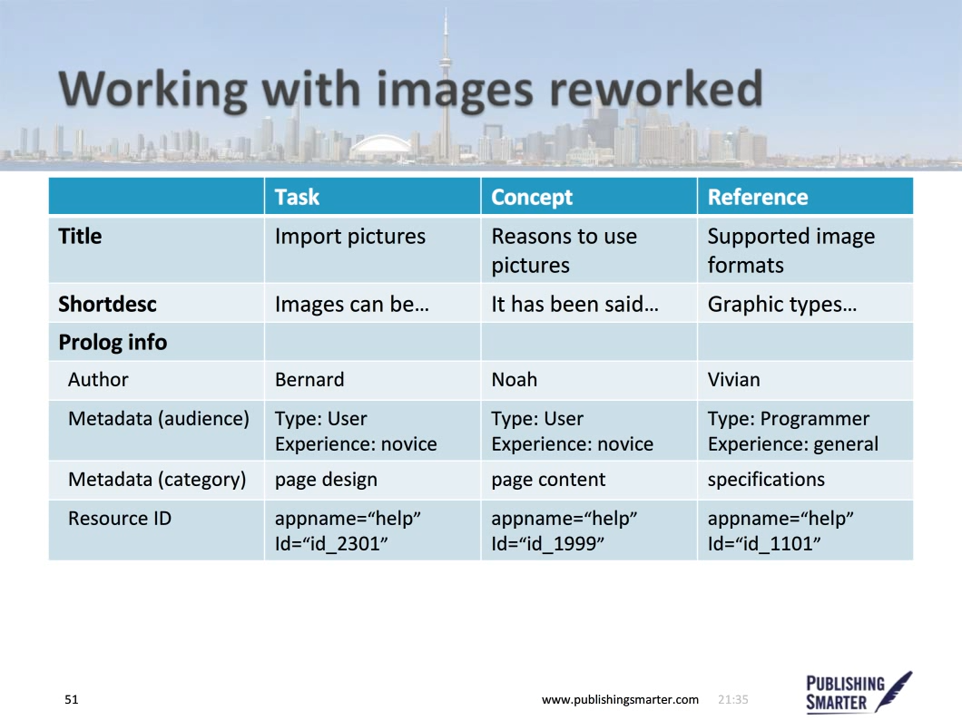 Working with images reworked
Task Concept Reference
Title Import pictures Reasons to use pictures Supported image formats
Shortdesc Images can be… It has been said… Graphic types…
Prolog info
Author Bernard Noah Vivian
Metadata (audience) Type: User Experience: novice Type: User Experience: novice Type: Programmer Experience: general
Metadata (category) page design page content specifications
Resource ID appname=“help” Id=“id_2301” appname=“help” Id=“id_1999” appname=“help” Id=“id_1101”
51 www.publishingsmarter.com 21:35
PUBLISHING
SMARTER